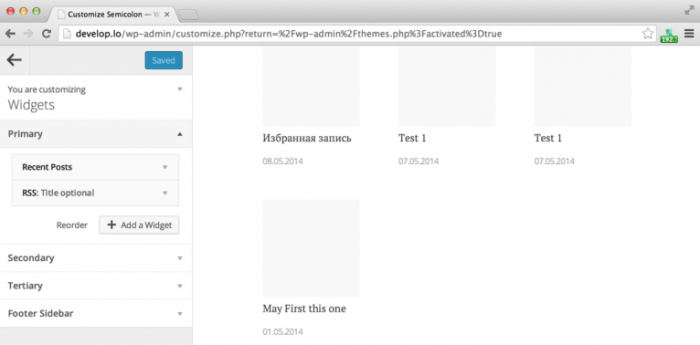 Customize Semicolon —
develop.lo/wp-admin/customize.php?return=%2Fwp-admin%2Fthemes.php%3Factivated%3Dtrue
192
Saved
You are customizing
Widgets
Primary
Recent Posts
RSS: Title optional
Reorder
Add a Widget
Secondary
Tertiary
Footer Sidebar
Избранная запись
Test 1
Test 1
08.05.2014
07.05.2014
07.05.2014
May First this one
01.05.2014